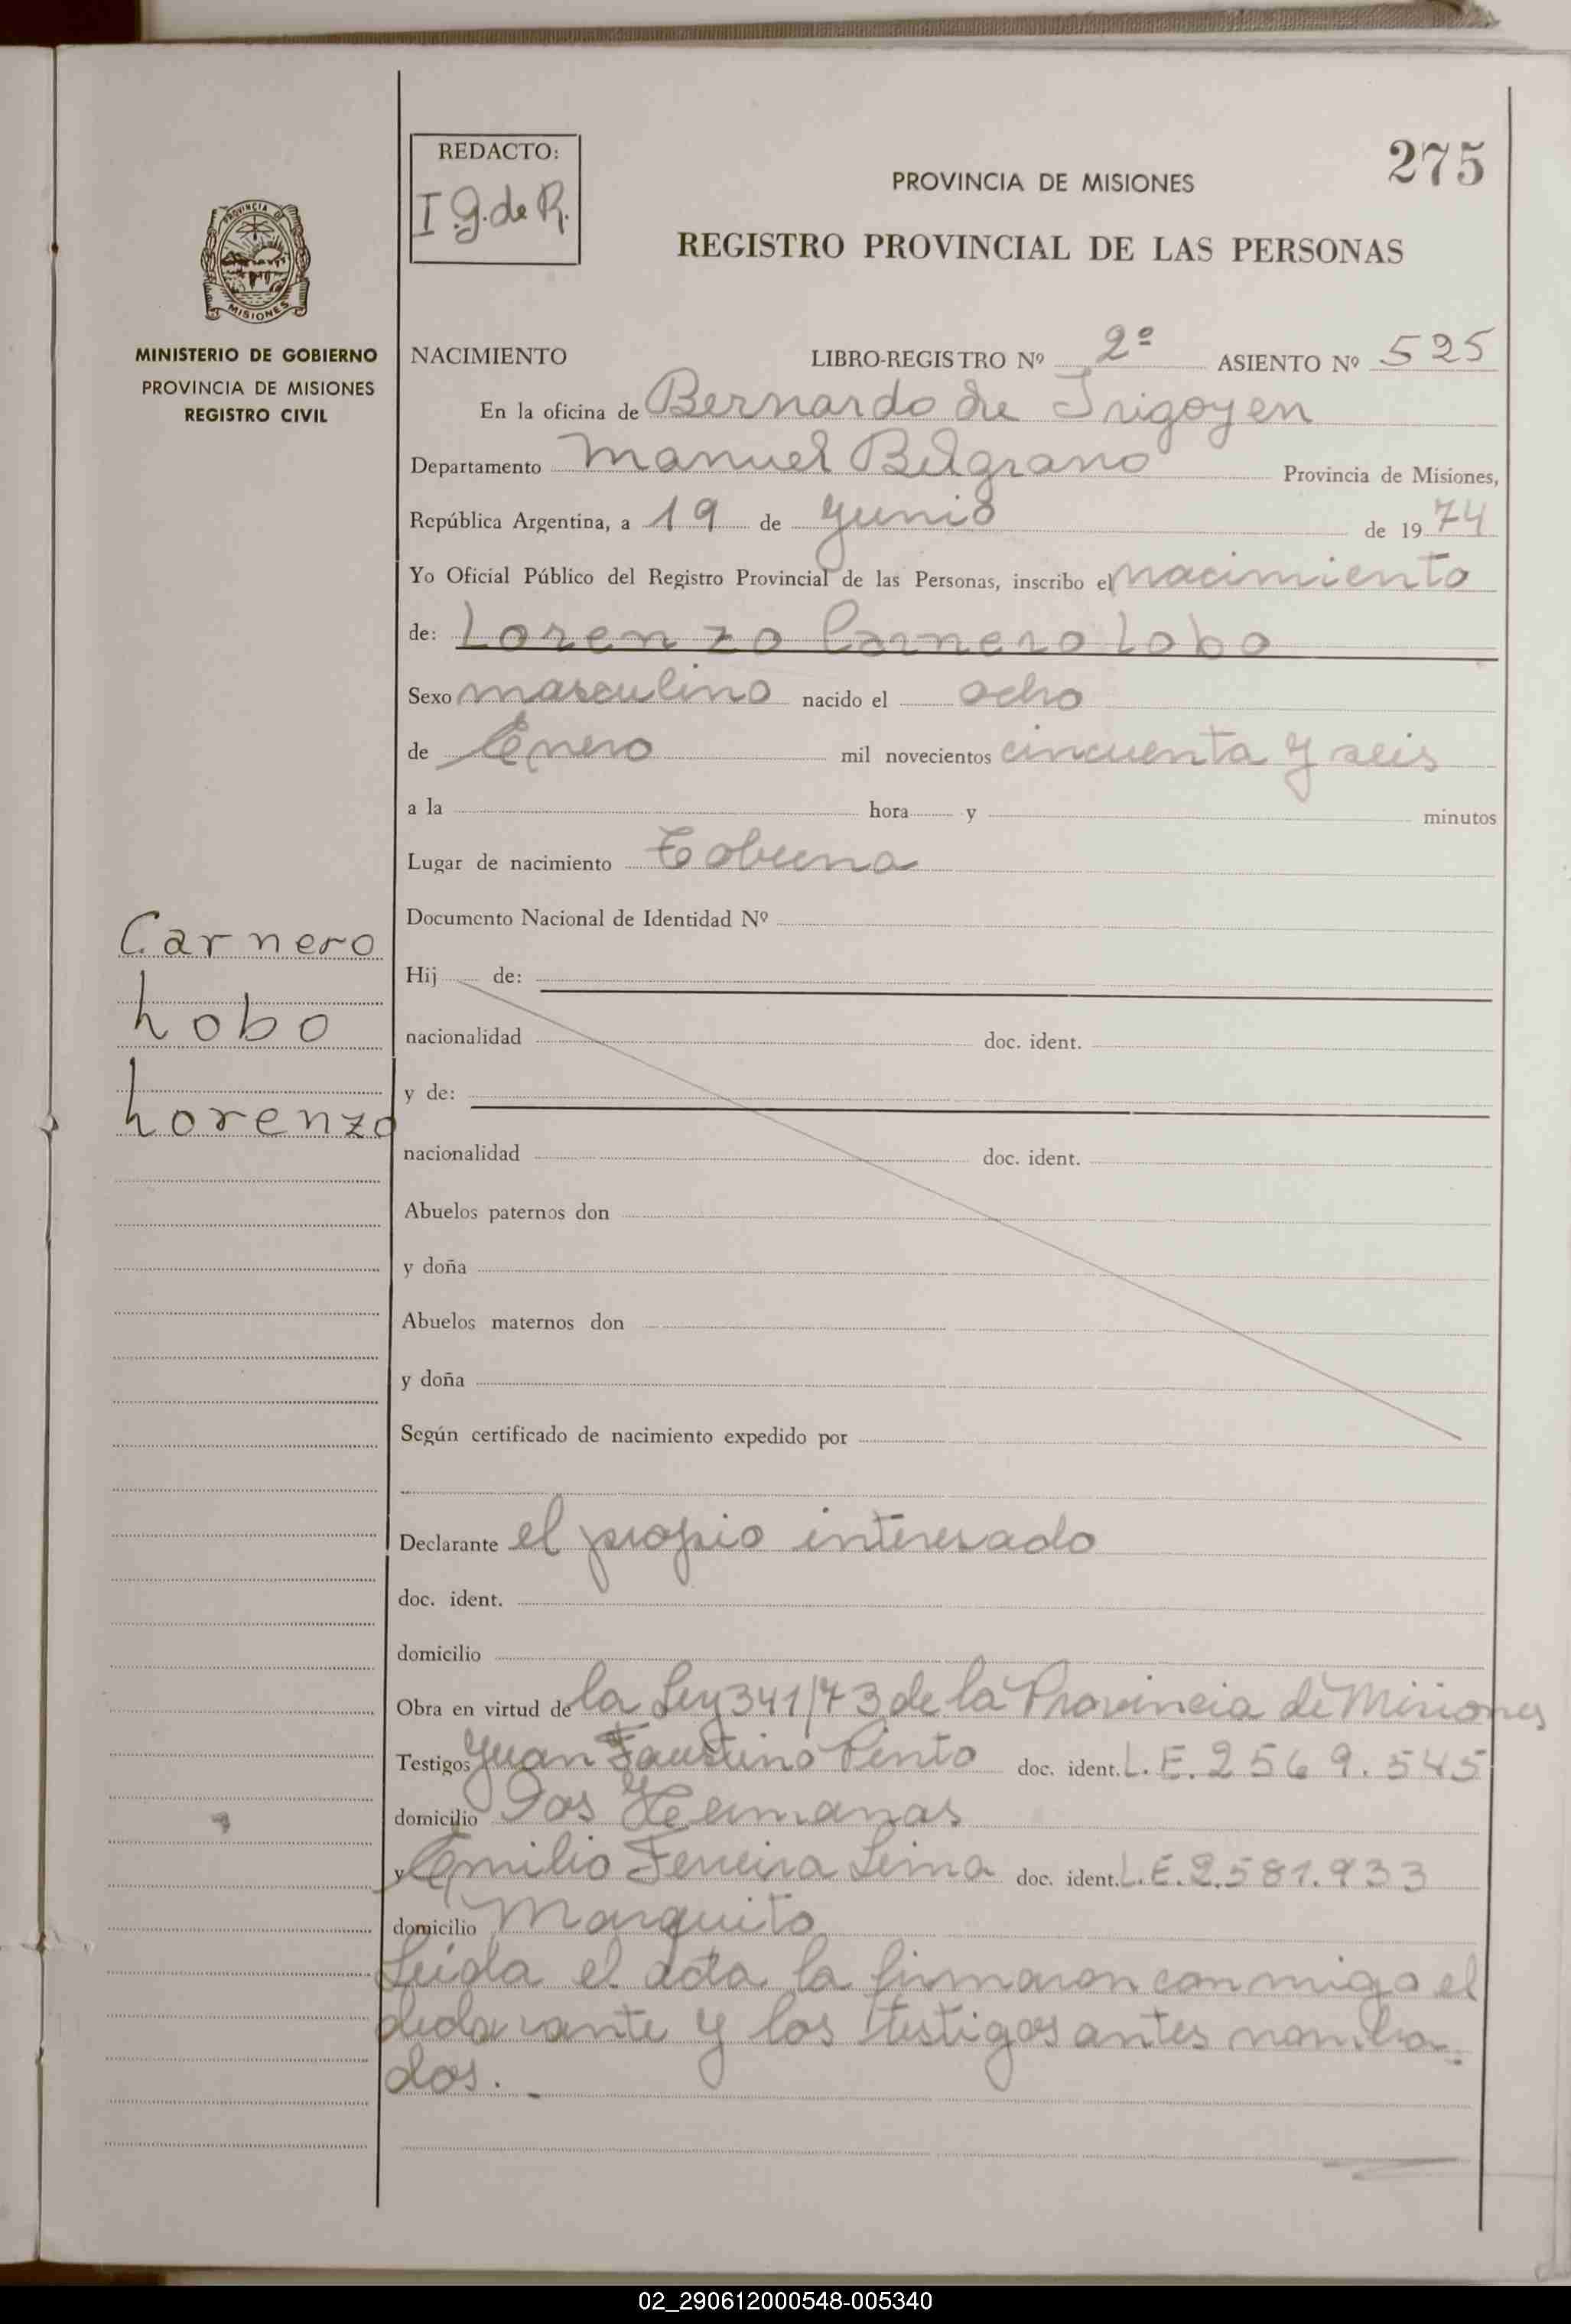 275
REDACTO:
I.G. de R.
PROVINCIA DE MISIONES
REGISTRO PROVINCIAL DE LAS PERSONAS
PROVINCIA DE
MISIONES
MINISTERIO DE GOBIERNO
PROVINCIA DE MISIONES
REGISTRO CIVIL
NACIMIENTO LIBRO-REGISTRO Nº 2º ASIENTO Nº 525
En la oficina de Bernardo de Irigoyen
Departamento Manuel Belgrano Provincia de Misiones,
República Argentina, a 19 de Junio de 1974
Yo Oficial Público del Registro Provincial de las Personas, inscribo el nacimiento
de: Lorenzo Carnero Lobo
Sexo masculino nacido el ocho
de Enero mil novecientos cincuenta y seis
a la hora y minutos
Lugar de nacimiento Tobuna
Documento Nacional de Identidad Nº
Carnero
Lobo
Lorenzo
Hij de:
nacionalidad doc. ident.
y de:
nacionalidad doc. ident.
Abuelos paternos don
y doña
Abuelos maternos don
y doña
Según certificado de nacimiento expedido por
Declarante el propio interesado
doc. ident.
domicilio
Obra en virtud de la Ley 341/73 de la Provincia de Misiones
Testigos Juan Faustino Pinto doc. ident. L.E. 2569.545
domicilio Dos Hermanas
y Emilio Ferreira Lima doc. ident. L.E. 2.581.933
domicilio Marquito
Leída el acta la firmaron conmigo el
declarante y los testigos antes nombra-
dos.
02_290612000548-005340